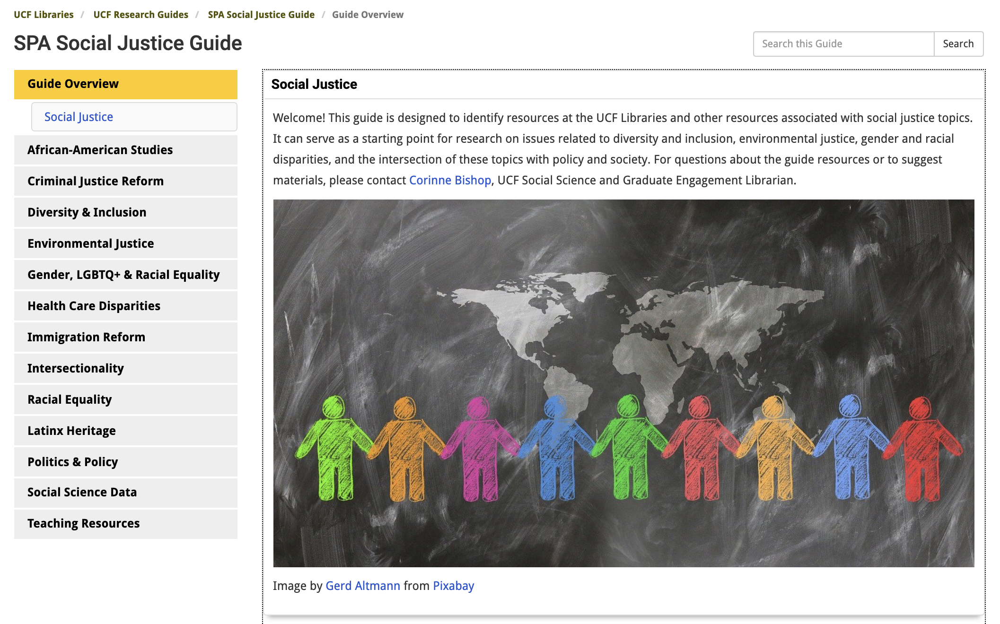 UCF Libraries / UCF Research Guides / SPA Social Justice Guide / Guide Overview
SPA Social Justice Guide
Search this Guide
Search
Guide Overview
Social Justice
African-American Studies
Criminal Justice Reform
Diversity & Inclusion
Environmental Justice
Gender, LGBTQ+ & Racial Equality
Health Care Disparities
Immigration Reform
Intersectionality
Racial Equality
Latinx Heritage
Politics & Policy
Social Science Data
Teaching Resources
Social Justice
Welcome! This guide is designed to identify resources at the UCF Libraries and other resources associated with social justice topics.
It can serve as a starting point for research on issues related to diversity and inclusion, environmental justice, gender and racial
disparities, and the intersection of these topics with policy and society. For questions about the guide resources or to suggest
materials, please contact Corinne Bishop, UCF Social Science and Graduate Engagement Librarian.
Image by Gerd Altmann from Pixabay